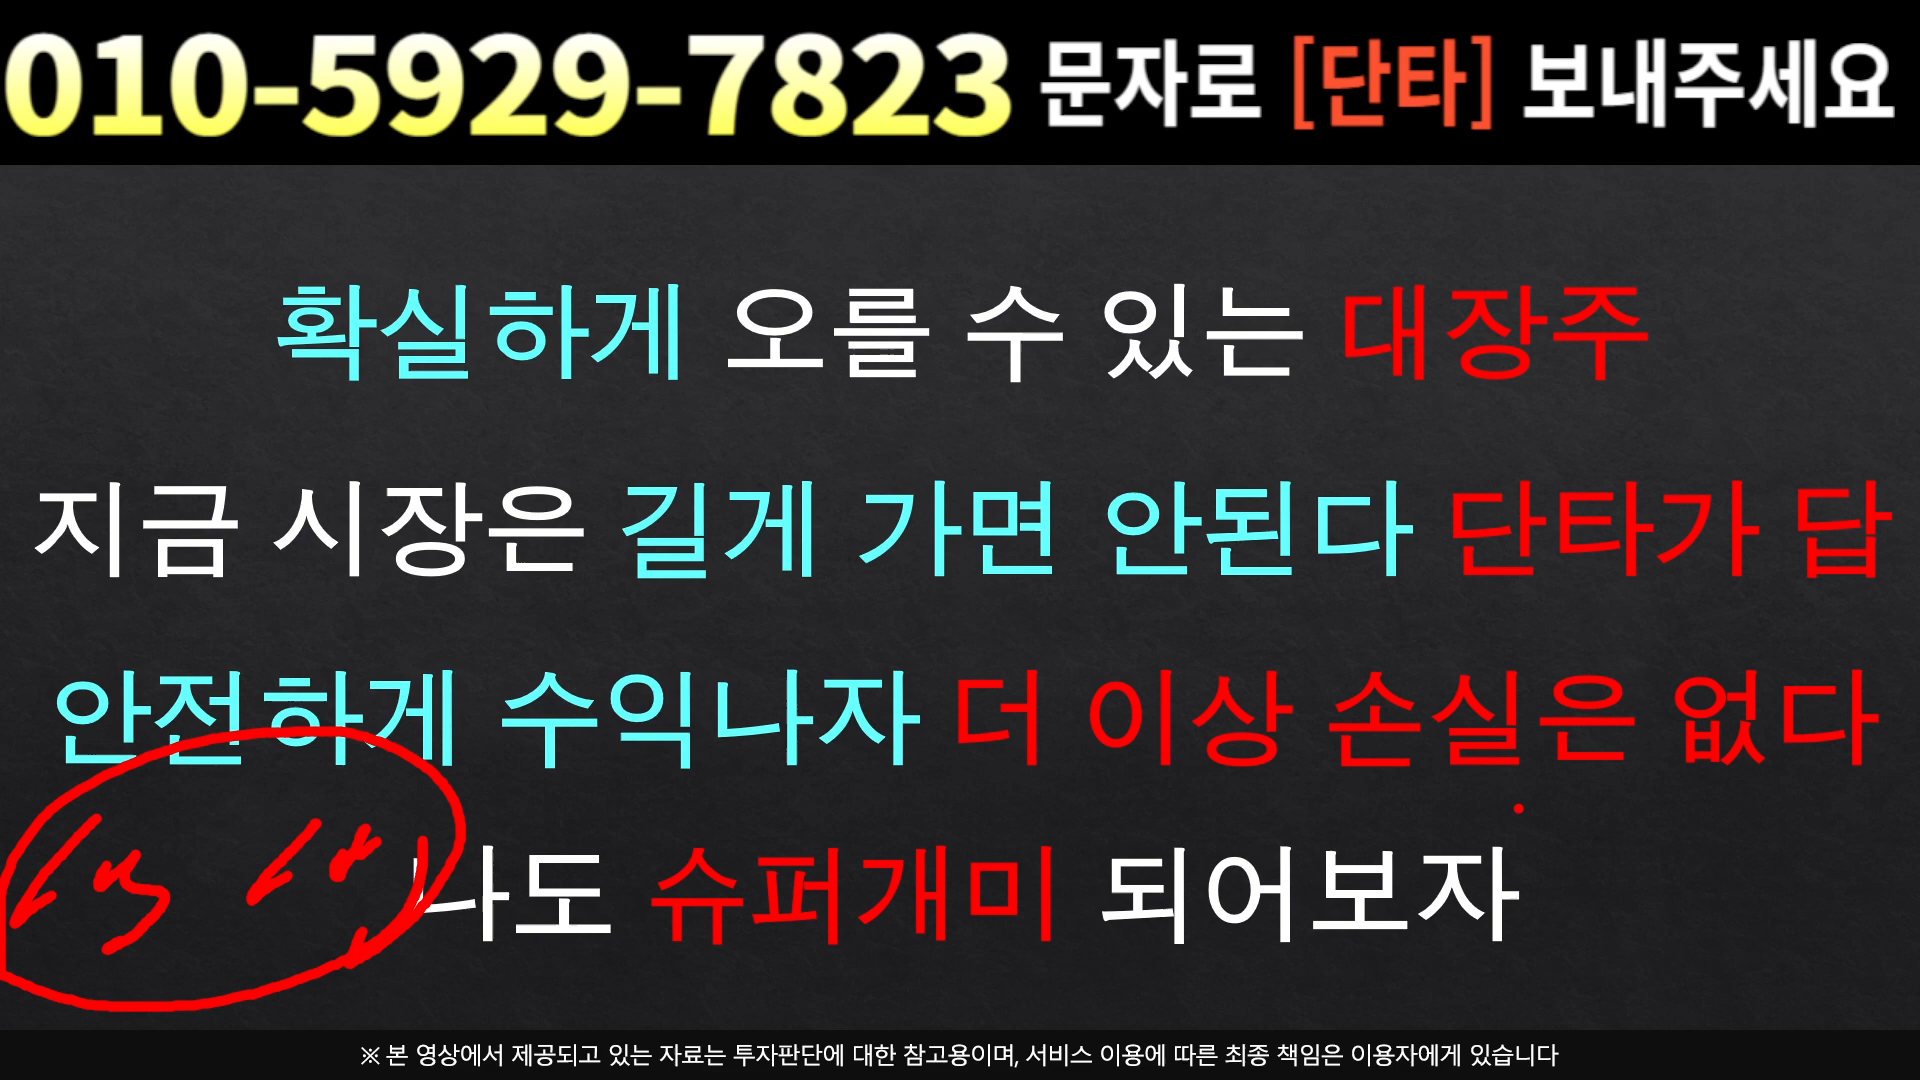 010-5929-7823 문자로 [단타] 보내주세요
확실하게 오를 수 있는 대장주
지금 시장은 길게 가면 안된다 단타가 답
안전하게 수익나자 더 이상 손실은 없다
나도 슈퍼개미 되어보자
※ 본 영상에서 제공되고 있는 자료는 투자판단에 대한 참고용이며, 서비스 이용에 따른 최종 책임은 이용자에게 있습니다